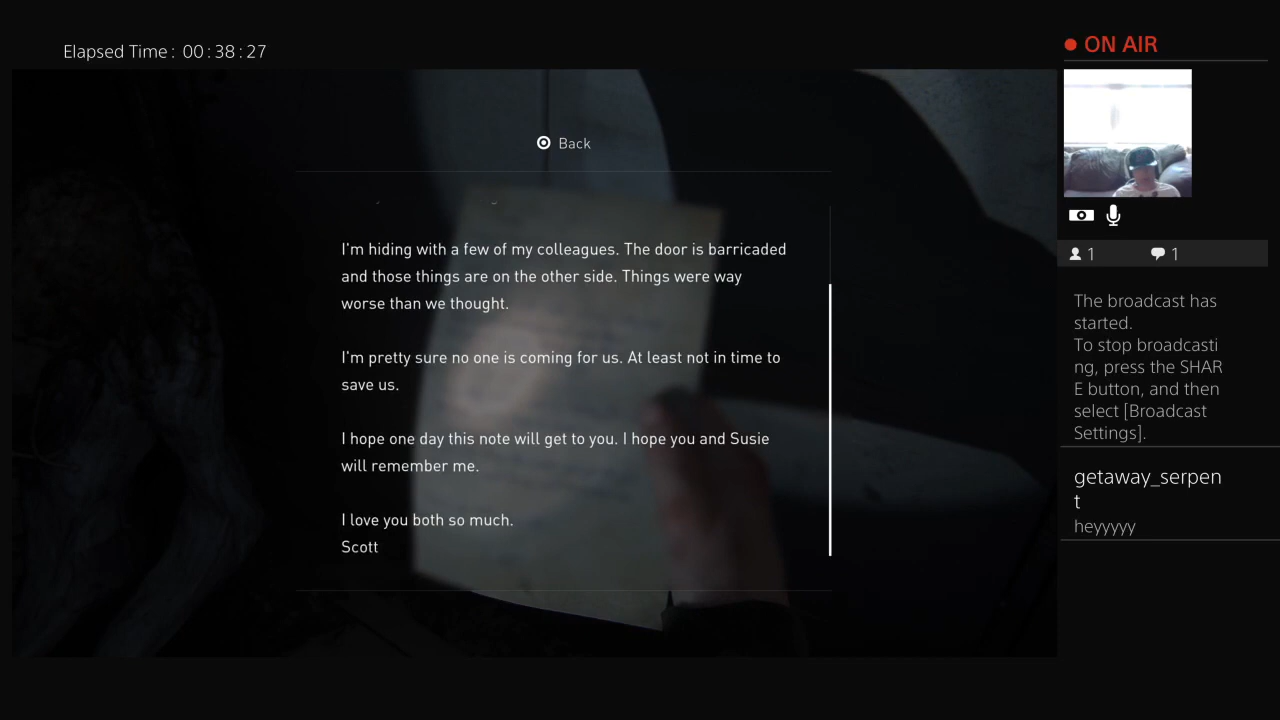 Elapsed Time: 00:38:27
ON AIR
Back
I'm hiding with a few of my colleagues. The door is barricaded
and those things are on the other side. Things were way
worse than we thought.
I'm pretty sure no one is coming for us. At least not in time to
save us.
I hope one day this note will get to you. I hope you and Susie
will remember me.
I love you both so much.
Scott
1
1
The broadcast has
started.
To stop broadcasti
ng, press the SHAR
E button, and then
select [Broadcast
Settings].
getaway_serpen
t
heyyyyy